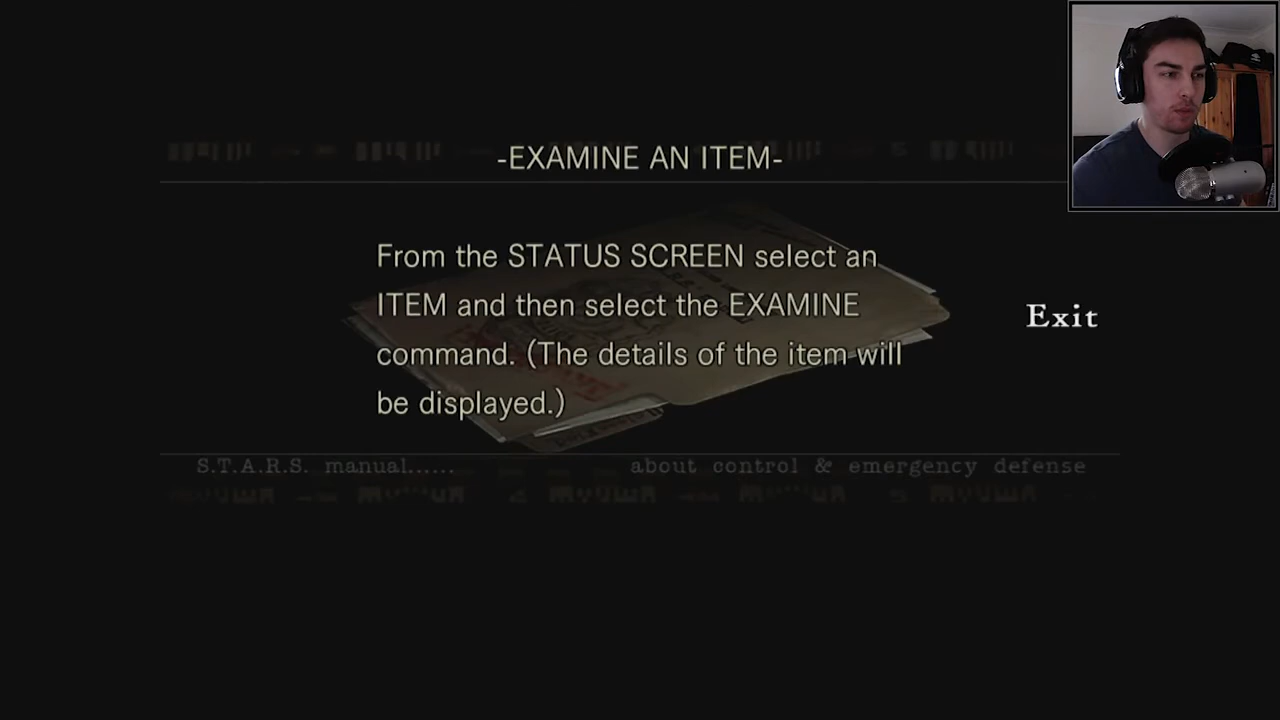 -EXAMINE AN ITEM-
From the STATUS SCREEN select an
ITEM and then select the EXAMINE
command. (The details of the item will
be displayed.)
Exit
S.T.A.R.S. manual...... about control & emergency defense